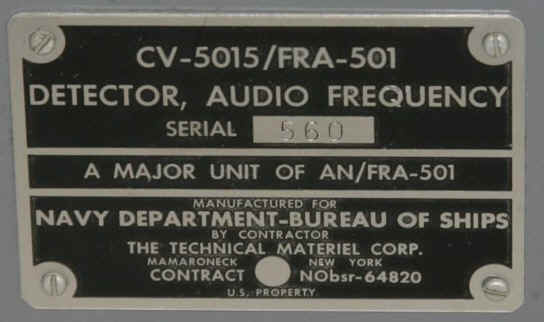 CV-5015/FRA-501
DETECTOR, AUDIO FREQUENCY
SERIAL 560
A MAJOR UNIT OF AN/FRA-501
MANUFACTURED FOR
NAVY DEPARTMENT-BUREAU OF SHIPS
BY CONTRACTOR
THE TECHNICAL MATERIEL CORP.
MAMARONECK NEW YORK
CONTRACT NObsr-64820
U.S. PROPERTY